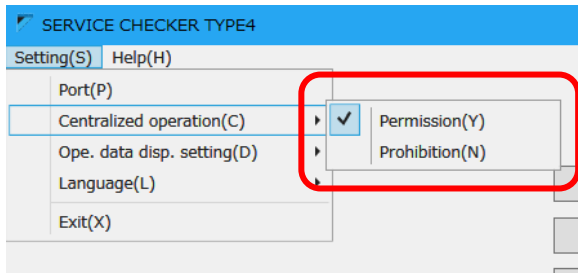 SERVICE CHECKER TYPE4
Setting(S) Help(H)
Port(P)
Centralized operation(C)
Permission(Y)
Ope. data disp. setting(D)
Prohibition(N)
Language(L)
Exit(X)